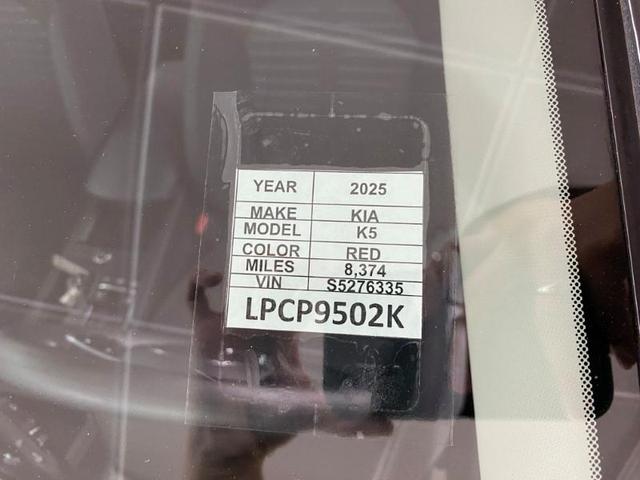 YEAR 2025
MAKE KIA
MODEL K5
COLOR RED
MILES 8,374
VIN S5276335
LPCP9502K